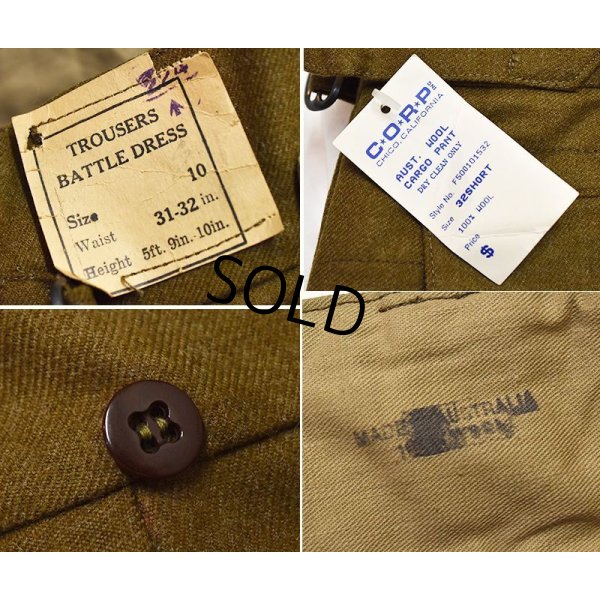 TROUSERS
BATTLE DRESS
Size 10
Waist 31-32 in.
Height 5ft. 9in.-10in.
C★O★R★P
CHICO, CALIFORNIA
AUST. WOOL
CARGO PANT
DRY CLEAN ONLY
Style No. F500101532
Size 32SHORT
100% WOOL
Price
$
SOLD
MADE AUSTRALIA